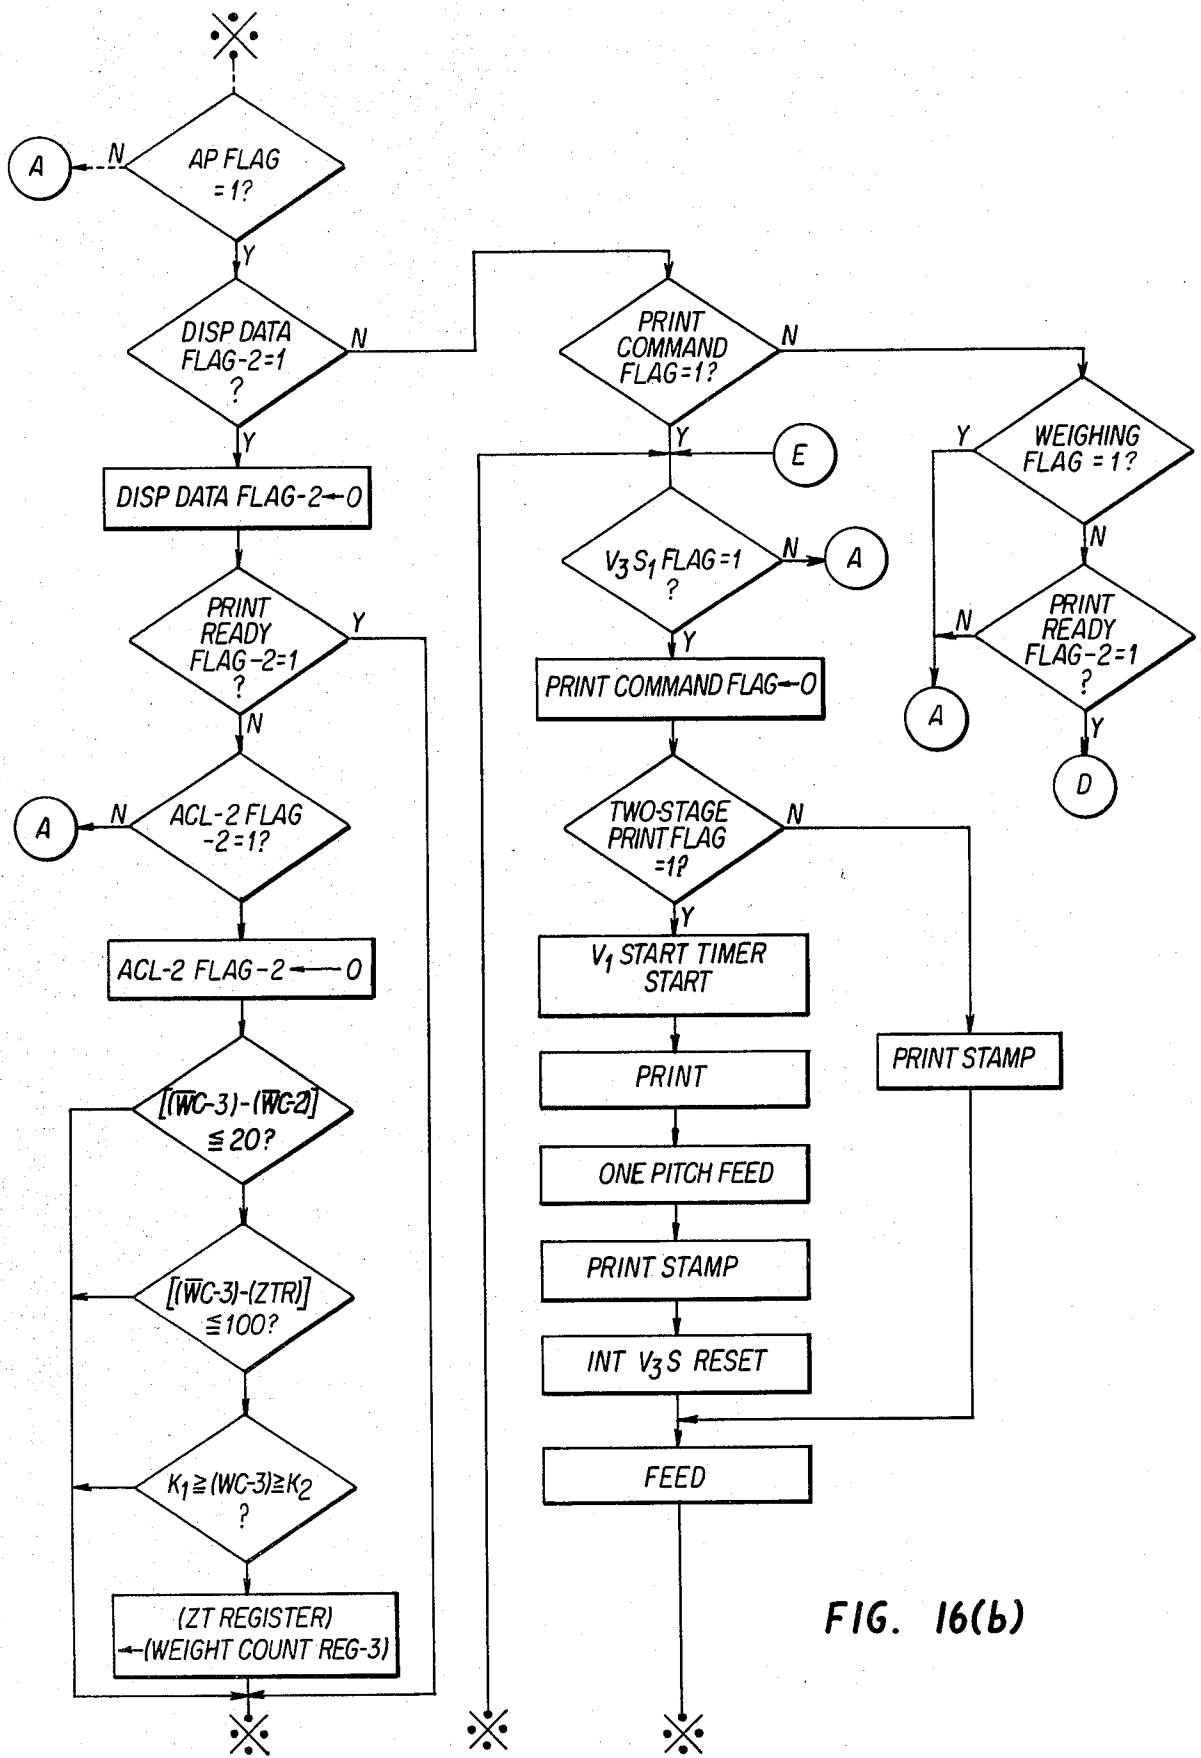 ※
A
N
AP FLAG
=1?
Y
DISP DATA
FLAG-2=1
?
N
Y
DISP DATA FLAG-2←0
PRINT
READY
FLAG-2=1
?
Y
N
ACL-2 FLAG
-2=1?
N
A
ACL-2 FLAG-2 ← 0
[(W̅C-3)-(W̅C-2)]
≦20?
[(W̅C-3)-(ZTR)]
≦100?
K1≧(WC-3)≧K2
?
(ZT REGISTER)
←(WEIGHT COUNT REG-3)
※
PRINT
COMMAND
FLAG=1?
N
Y
E
V3 S1 FLAG=1
?
N
A
Y
PRINT COMMAND FLAG←0
TWO-STAGE
PRINT FLAG
=1?
N
Y
V1 START TIMER
START
PRINT
ONE PITCH FEED
PRINT STAMP
INT V3S RESET
FEED
PRINT STAMP
※
※
WEIGHING
FLAG=1?
Y
N
PRINT
READY
FLAG-2=1
?
N
A
Y
D
FIG. 16(b)